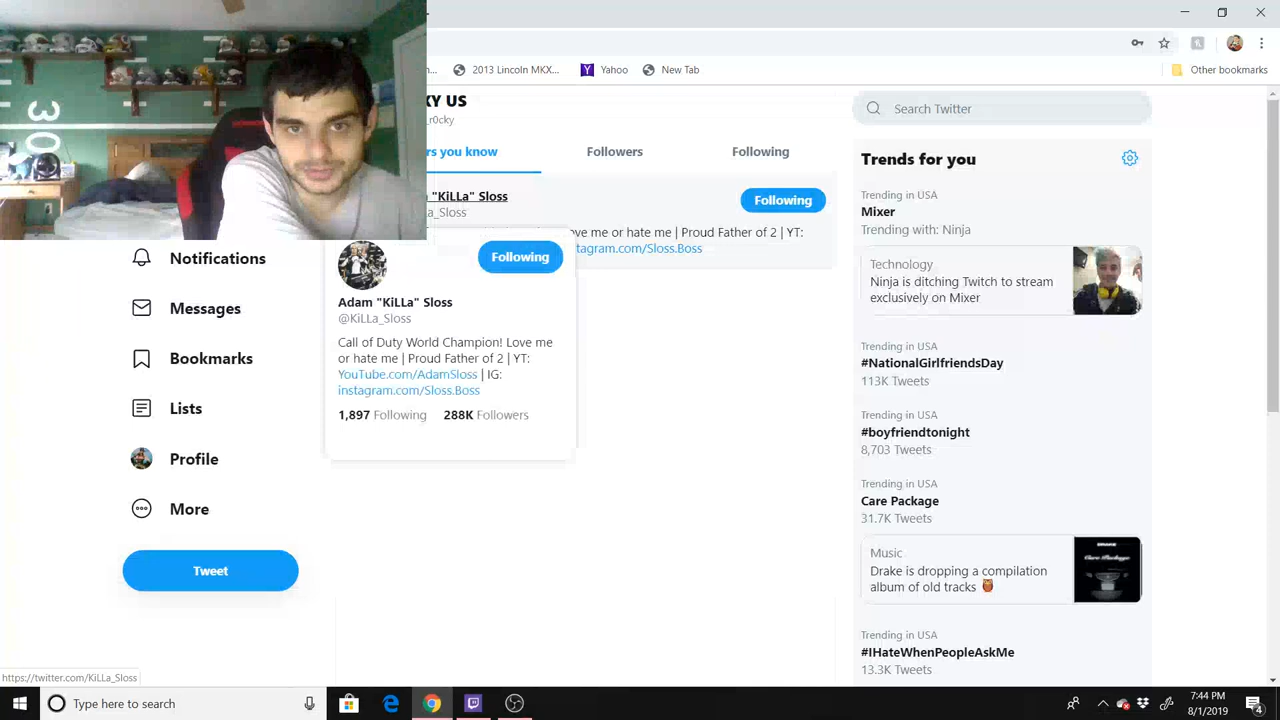 2013 Lincoln MKX...
Yahoo
New Tab
Other bookmarks
30
KY US
_r0cky
rs you know
Followers
Following
"KiLLa" Sloss
a_Sloss
Following
ove me or hate me | Proud Father of 2 | YT:
tagram.com/Sloss.Boss
Following
Adam "KiLLa" Sloss
@KiLLa_Sloss
Call of Duty World Champion! Love me
or hate me | Proud Father of 2 | YT:
YouTube.com/AdamSloss | IG:
instagram.com/Sloss.Boss
1,897 Following 288K Followers
Notifications
Messages
Bookmarks
Lists
Profile
More
Tweet
Search Twitter
Trends for you
Trending in USA
Mixer
Trending with: Ninja
Technology
Ninja is ditching Twitch to stream
exclusively on Mixer
Trending in USA
#NationalGirlfriendsDay
113K Tweets
Trending in USA
#boyfriendtonight
8,703 Tweets
Trending in USA
Care Package
31.7K Tweets
Music
Drake is dropping a compilation
album of old tracks 🦉
Care Package
Trending in USA
#IHateWhenPeopleAskMe
13.3K Tweets
https://twitter.com/KiLLa_Sloss
Type here to search
7:44 PM
8/1/2019
4